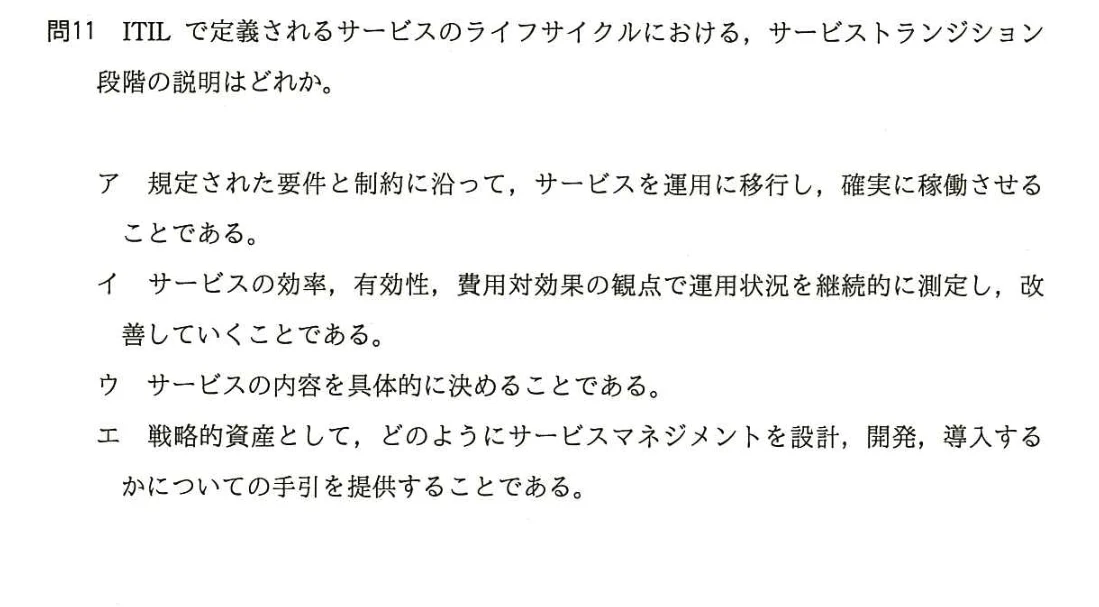 問11　ITIL で定義されるサービスのライフサイクルにおける，サービストランジション
段階の説明はどれか。
ア　規定された要件と制約に沿って，サービスを運用に移行し，確実に稼働させる
ことである。
イ　サービスの効率，有効性，費用対効果の観点で運用状況を継続的に測定し，改
善していくことである。
ウ　サービスの内容を具体的に決めることである。
エ　戦略的資産として，どのようにサービスマネジメントを設計，開発，導入する
かについての手引を提供することである。